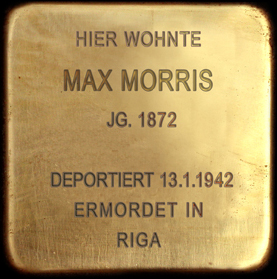 HIER WOHNTE
MAX MORRIS
JG. 1872
DEPORTIERT 13.1.1942
ERMORDET IN
RIGA